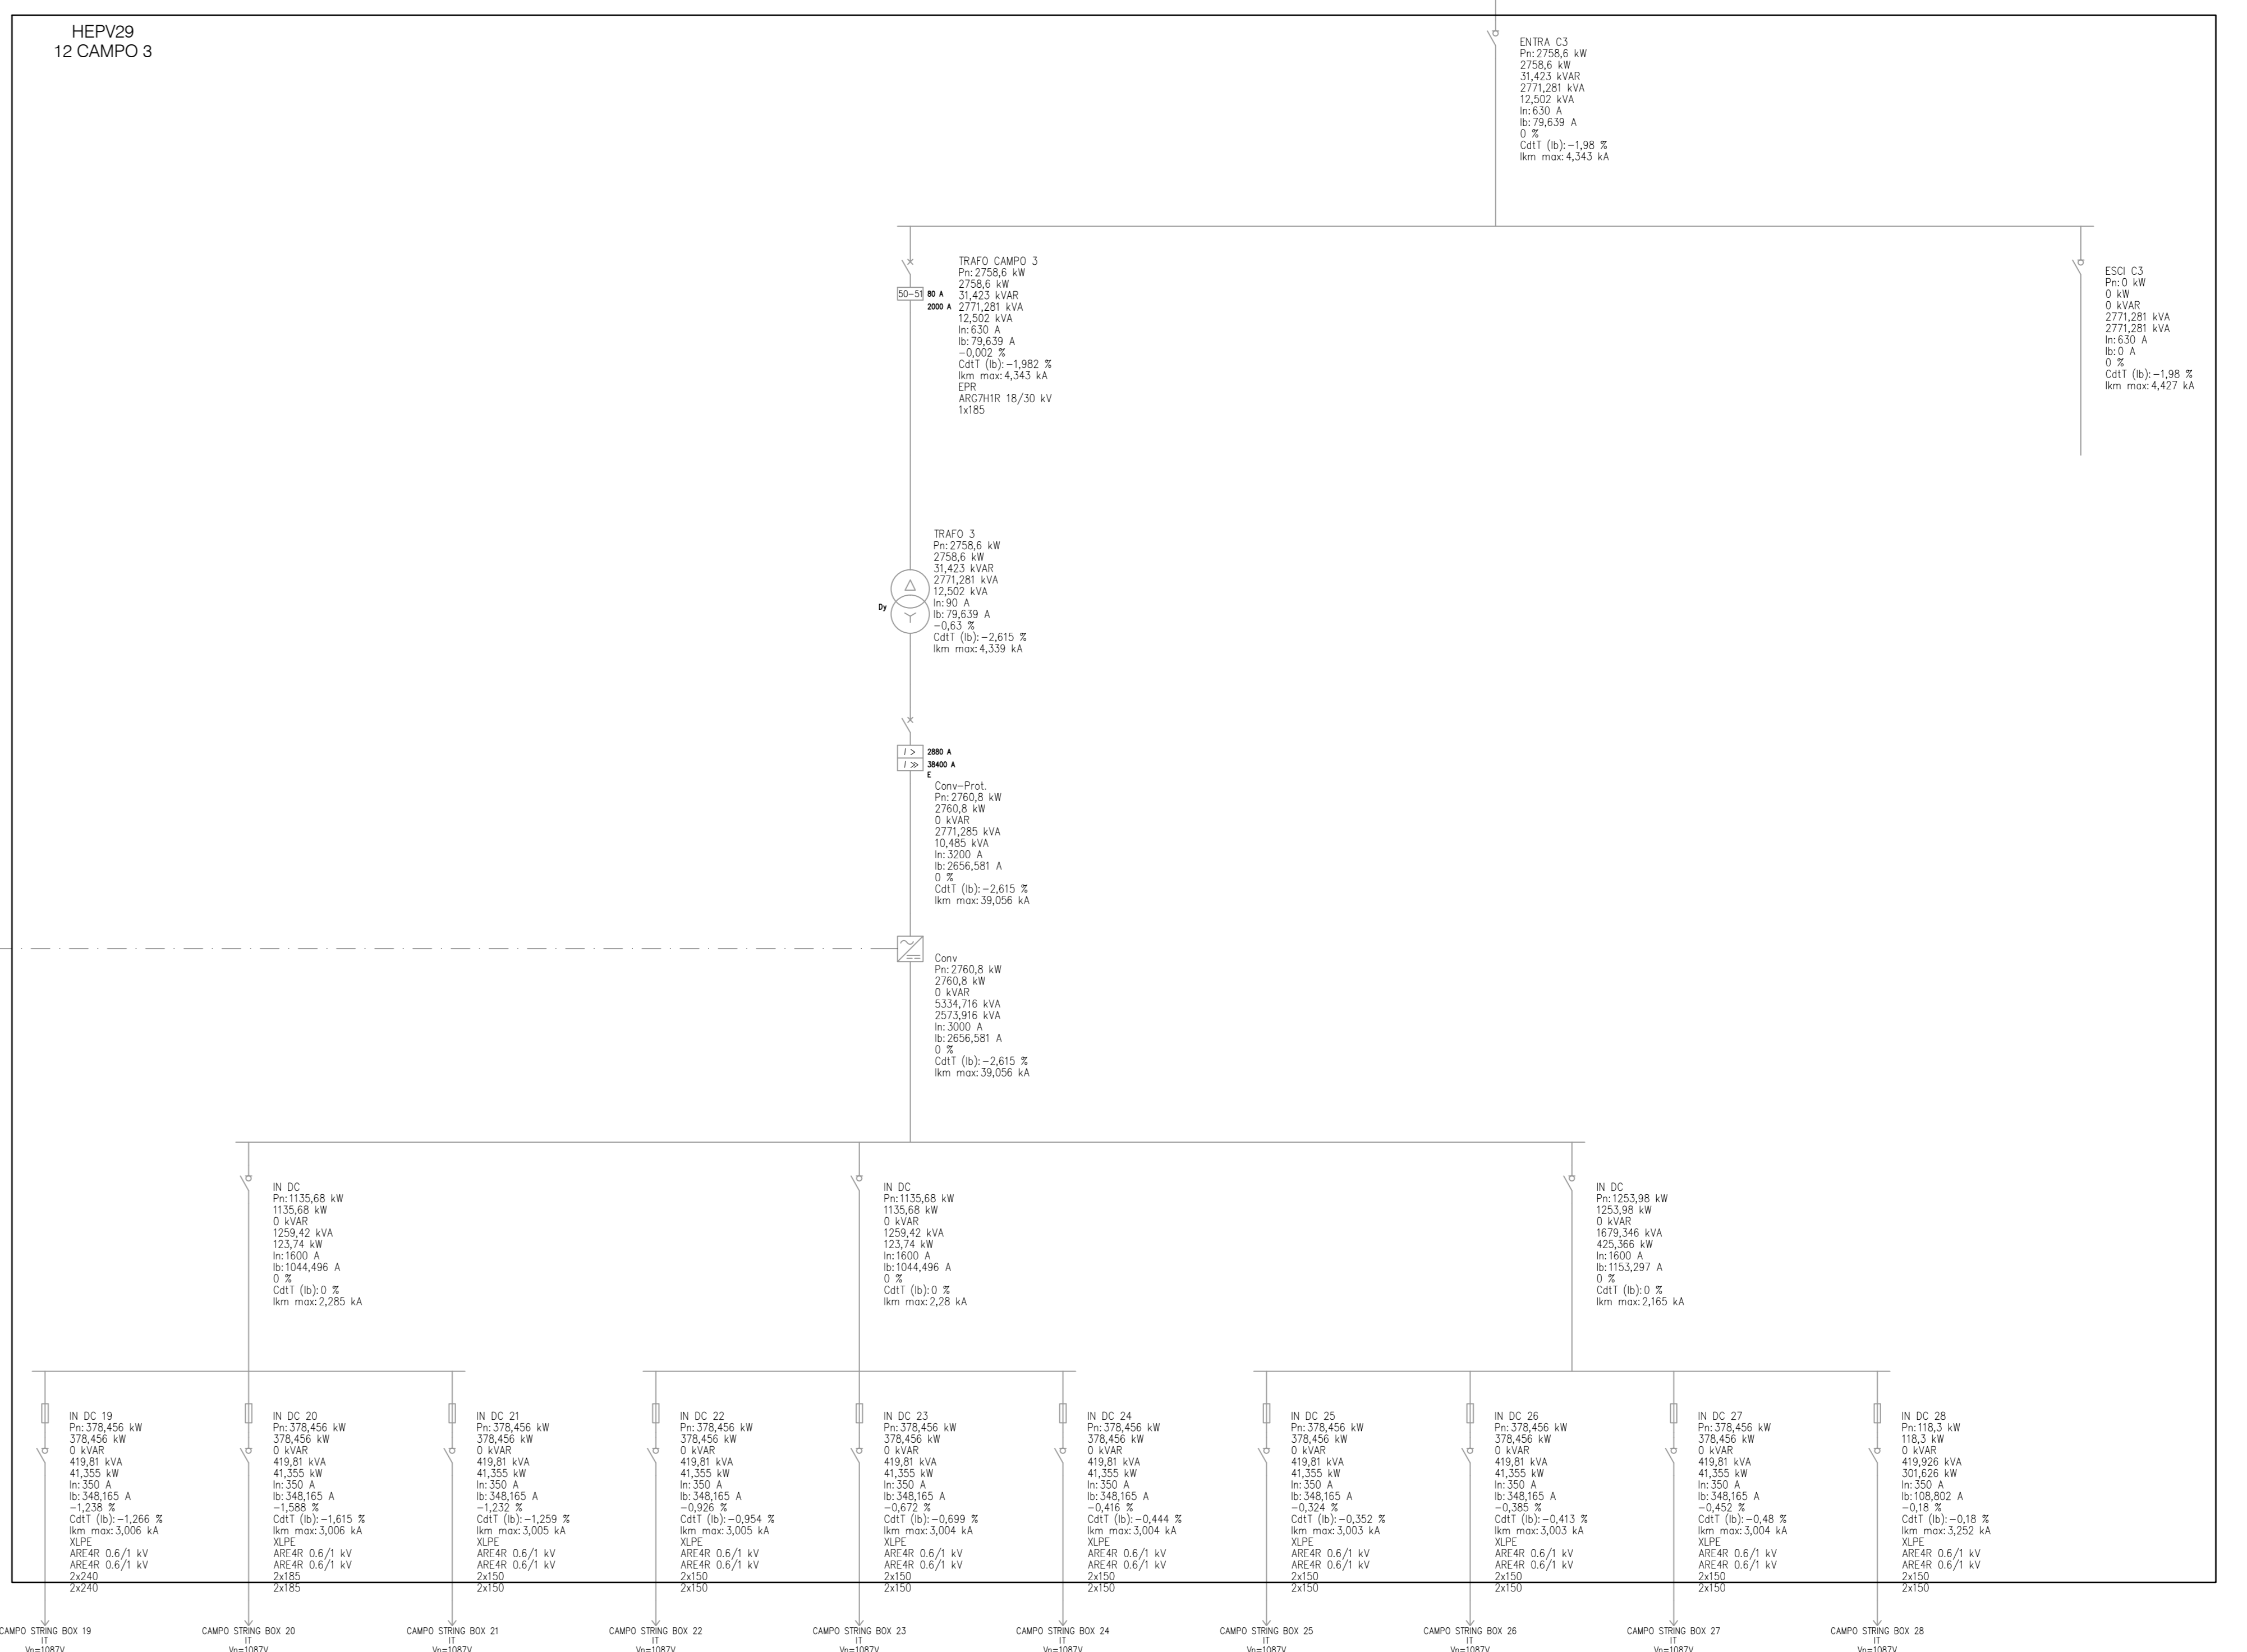 HEPV29
12 CAMPO 3
ENTRA C3
Pn: 2758,6 kW
2758,6 kW
31,423 kVAR
2771,281 kVA
12,502 kVA
In: 630 A
Ib: 79,639 A
0 %
CdtT (Ib): -1,98 %
Ikm max: 4,343 kA
TRAFO CAMPO 3
Pn: 2758,6 kW
2758,6 kW
31,423 kVAR
2771,281 kVA
12,502 kVA
In: 630 A
Ib: 79,639 A
-0,002 %
CdtT (Ib): -1,982 %
Ikm max: 4,343 kA
EPR
ARG7H1R 18/30 kV
1x185
50-51
80 A
2000 A
ESCI C3
Pn: 0 kW
0 kW
0 kVAR
2771,281 kVA
2771,281 kVA
In: 630 A
Ib: 0 A
0 %
CdtT (Ib): -1,98 %
Ikm max: 4,427 kA
TRAFO 3
Pn: 2758,6 kW
2758,6 kW
31,423 kVAR
2771,281 kVA
12,502 kVA
In: 90 A
Ib: 79,639 A
-0,63 %
CdtT (Ib): -2,615 %
Ikm max: 4,339 kA
Dy
I >
2880 A
I ≫
38400 A
E
Conv-Prot.
Pn: 2760,8 kW
2760,8 kW
0 kVAR
2771,285 kVA
10,485 kVA
In: 3200 A
Ib: 2656,581 A
0 %
CdtT (Ib): -2,615 %
Ikm max: 39,056 kA
Conv
Pn: 2760,8 kW
2760,8 kW
0 kVAR
5334,716 kVA
2573,916 kVA
In: 3000 A
Ib: 2656,581 A
0 %
CdtT (Ib): -2,615 %
Ikm max: 39,056 kA
IN DC
Pn: 1135,68 kW
1135,68 kW
0 kVAR
1259,42 kVA
123,74 kW
In: 1600 A
Ib: 1044,496 A
0 %
CdtT (Ib): 0 %
Ikm max: 2,285 kA
IN DC
Pn: 1135,68 kW
1135,68 kW
0 kVAR
1259,42 kVA
123,74 kW
In: 1600 A
Ib: 1044,496 A
0 %
CdtT (Ib): 0 %
Ikm max: 2,28 kA
IN DC
Pn: 1253,98 kW
1253,98 kW
0 kVAR
1679,346 kVA
425,366 kW
In: 1600 A
Ib: 1153,297 A
0 %
CdtT (Ib): 0 %
Ikm max: 2,165 kA
IN DC 19
Pn: 378,456 kW
378,456 kW
0 kVAR
419,81 kVA
41,355 kW
In: 350 A
Ib: 348,165 A
-1,238 %
CdtT (Ib): -1,266 %
Ikm max: 3,006 kA
XLPE
ARE4R 0.6/1 kV
ARE4R 0.6/1 kV
2x240
2x240
IN DC 20
Pn: 378,456 kW
378,456 kW
0 kVAR
419,81 kVA
41,355 kW
In: 350 A
Ib: 348,165 A
-1,588 %
CdtT (Ib): -1,615 %
Ikm max: 3,006 kA
XLPE
ARE4R 0.6/1 kV
ARE4R 0.6/1 kV
2x185
2x185
IN DC 21
Pn: 378,456 kW
378,456 kW
0 kVAR
419,81 kVA
41,355 kW
In: 350 A
Ib: 348,165 A
-1,232 %
CdtT (Ib): -1,259 %
Ikm max: 3,005 kA
XLPE
ARE4R 0.6/1 kV
ARE4R 0.6/1 kV
2x150
2x150
IN DC 22
Pn: 378,456 kW
378,456 kW
0 kVAR
419,81 kVA
41,355 kW
In: 350 A
Ib: 348,165 A
-0,926 %
CdtT (Ib): -0,954 %
Ikm max: 3,005 kA
XLPE
ARE4R 0.6/1 kV
ARE4R 0.6/1 kV
2x150
2x150
IN DC 23
Pn: 378,456 kW
378,456 kW
0 kVAR
419,81 kVA
41,355 kW
In: 350 A
Ib: 348,165 A
-0,672 %
CdtT (Ib): -0,699 %
Ikm max: 3,004 kA
XLPE
ARE4R 0.6/1 kV
ARE4R 0.6/1 kV
2x150
2x150
IN DC 24
Pn: 378,456 kW
378,456 kW
0 kVAR
419,81 kVA
41,355 kW
In: 350 A
Ib: 348,165 A
-0,416 %
CdtT (Ib): -0,444 %
Ikm max: 3,004 kA
XLPE
ARE4R 0.6/1 kV
ARE4R 0.6/1 kV
2x150
2x150
IN DC 25
Pn: 378,456 kW
378,456 kW
0 kVAR
419,81 kVA
41,355 kW
In: 350 A
Ib: 348,165 A
-0,324 %
CdtT (Ib): -0,352 %
Ikm max: 3,003 kA
XLPE
ARE4R 0.6/1 kV
ARE4R 0.6/1 kV
2x150
2x150
IN DC 26
Pn: 378,456 kW
378,456 kW
0 kVAR
419,81 kVA
41,355 kW
In: 350 A
Ib: 348,165 A
-0,385 %
CdtT (Ib): -0,413 %
Ikm max: 3,003 kA
XLPE
ARE4R 0.6/1 kV
ARE4R 0.6/1 kV
2x150
2x150
IN DC 27
Pn: 378,456 kW
378,456 kW
0 kVAR
419,81 kVA
41,355 kW
In: 350 A
Ib: 348,165 A
-0,452 %
CdtT (Ib): -0,48 %
Ikm max: 3,004 kA
XLPE
ARE4R 0.6/1 kV
ARE4R 0.6/1 kV
2x150
2x150
IN DC 28
Pn: 118,3 kW
118,3 kW
0 kVAR
419,926 kVA
301,626 kW
In: 350 A
Ib: 108,802 A
-0,18 %
CdtT (Ib): -0,18 %
Ikm max: 3,252 kA
XLPE
ARE4R 0.6/1 kV
ARE4R 0.6/1 kV
2x150
2x150
CAMPO STRING BOX 19
IT
Vn=1087V
CAMPO STRING BOX 20
IT
Vn=1087V
CAMPO STRING BOX 21
IT
Vn=1087V
CAMPO STRING BOX 22
IT
Vn=1087V
CAMPO STRING BOX 23
IT
Vn=1087V
CAMPO STRING BOX 24
IT
Vn=1087V
CAMPO STRING BOX 25
IT
Vn=1087V
CAMPO STRING BOX 26
IT
Vn=1087V
CAMPO STRING BOX 27
IT
Vn=1087V
CAMPO STRING BOX 28
IT
Vn=1087V